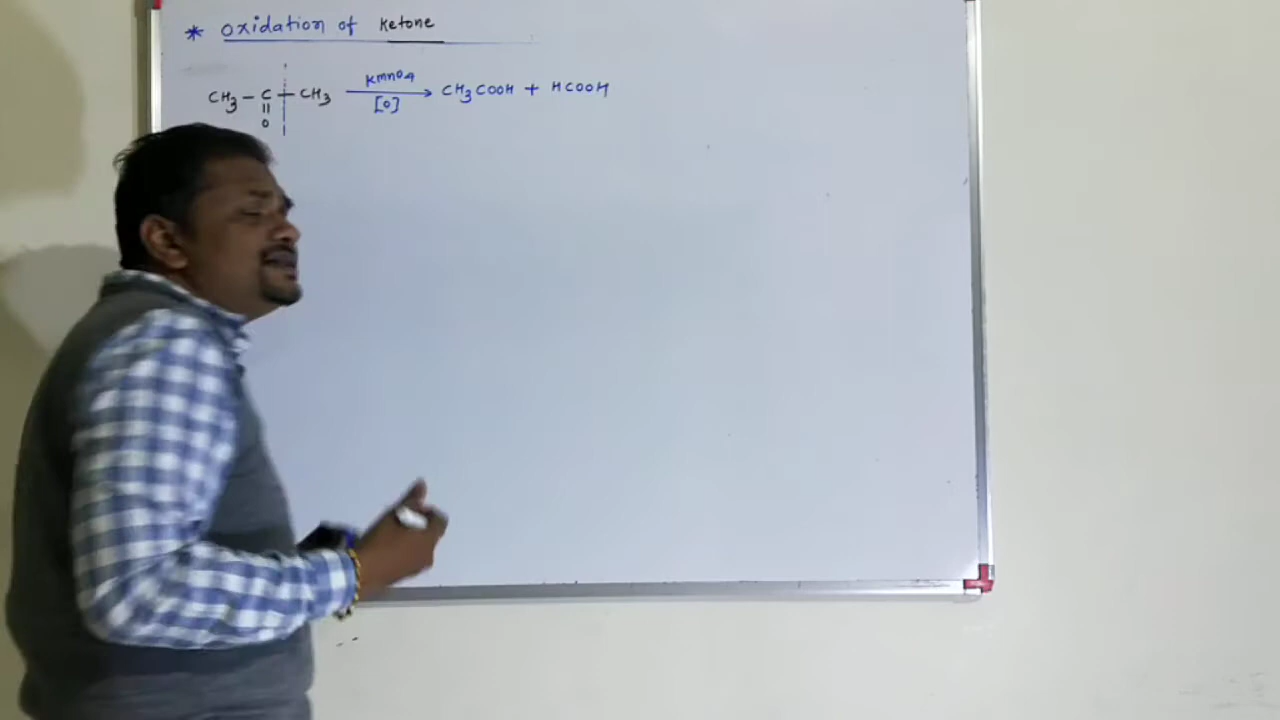 * Oxidation of Ketone
CH3 – C – CH3 KMnO4 → CH3COOH + HCOOH
|| [O]
O